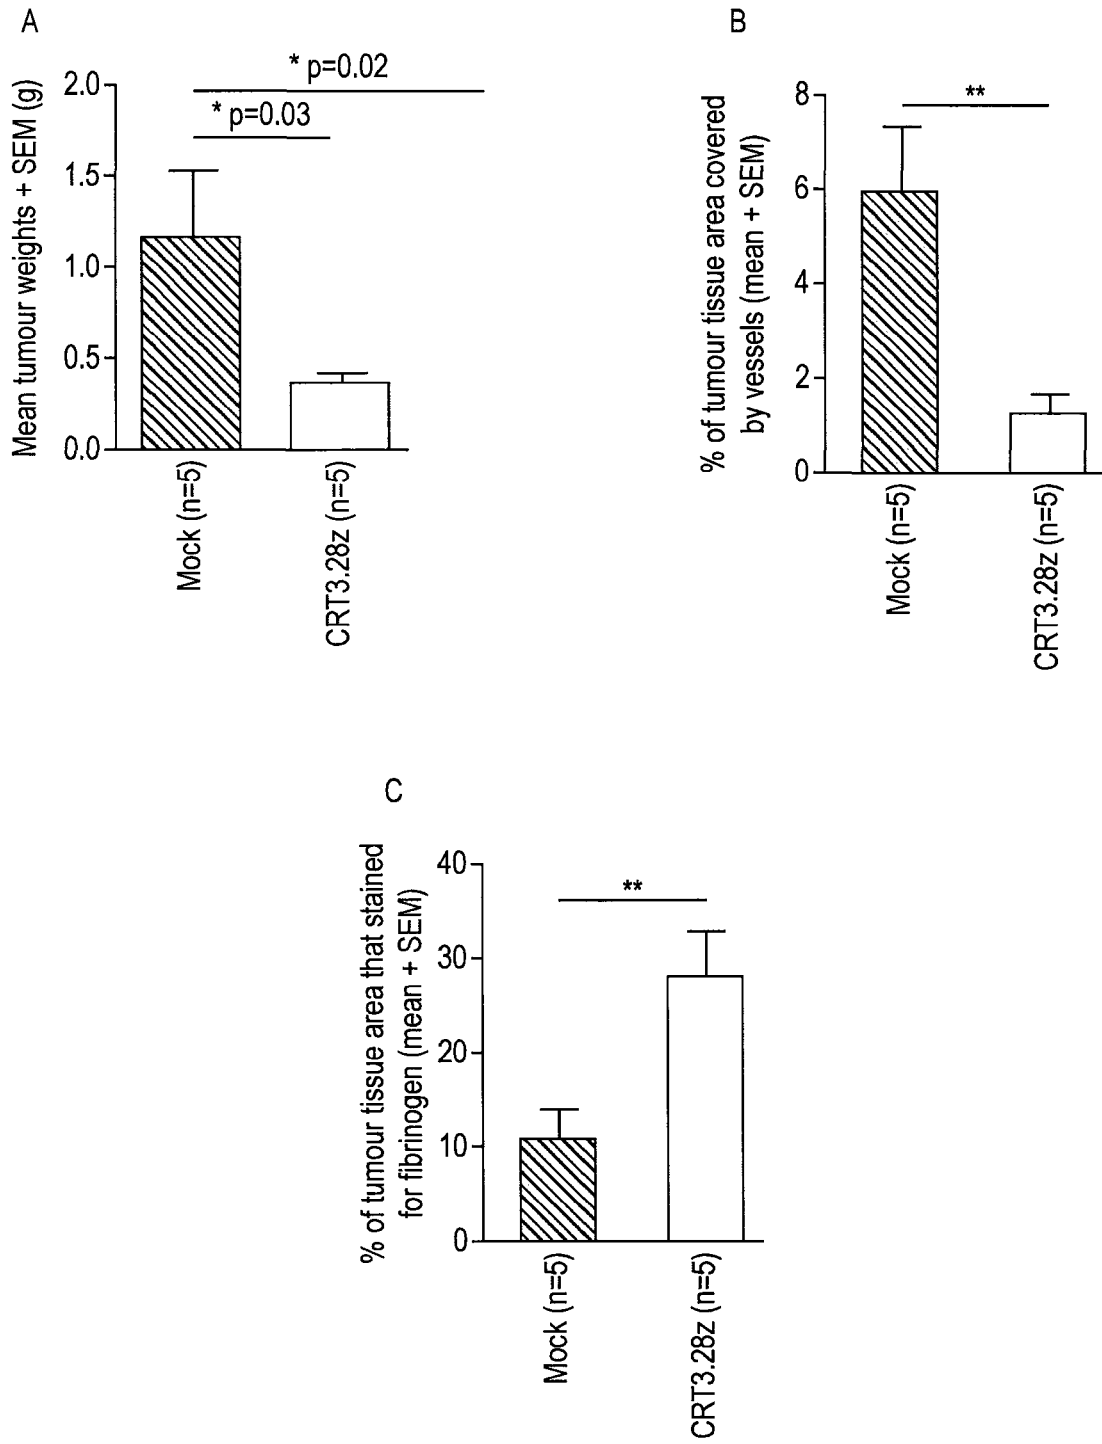 A
Mean tumour weights + SEM (g)
2.0
1.5
1.0
0.5
0.0
* p=0.02
* p=0.03
Mock (n=5)
CRT3.28z (n=5)
B
% of tumour tissue area covered
by vessels (mean + SEM)
8
6
4
2
0
**
Mock (n=5)
CRT3.28z (n=5)
C
% of tumour tissue area that stained
for fibrinogen (mean + SEM)
40
30
20
10
0
**
Mock (n=5)
CRT3.28z (n=5)